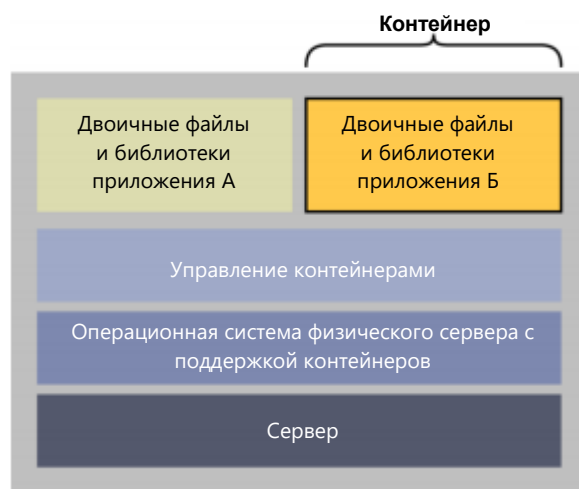 Контейнер
Двоичные файлы
и библиотеки
приложения А
Двоичные файлы
и библиотеки
приложения Б
Управление контейнерами
Операционная система физического сервера с
поддержкой контейнеров
Сервер